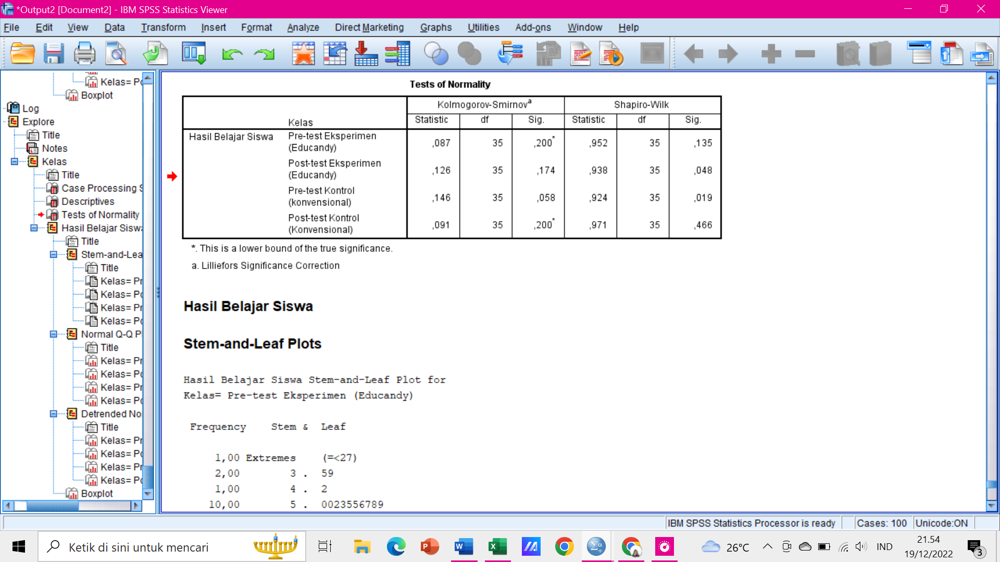 *Output2 [Document2] - IBM SPSS Statistics Viewer
File Edit View Data Transform Insert Format Analyze Direct Marketing Graphs Utilities Add-ons Window Help
Kelas= Po
Boxplot
Log
Explore
Title
Notes
Kelas
Title
Case Processing S
Descriptives
Tests of Normality
Hasil Belajar Siswa
Title
Stem-and-Lea
Title
Kelas= Pr
Kelas= Po
Kelas= Pr
Kelas= Po
Normal Q-Q Pl
Title
Kelas= Pr
Kelas= Po
Kelas= Pr
Kelas= Po
Detrended No
Title
Kelas= Pr
Kelas= Po
Kelas= Pr
Kelas= Po
Boxplot
Tests of Normality
Kolmogorov-Smirnov^a Shapiro-Wilk
Kelas Statistic df Sig. Statistic df Sig.
Hasil Belajar Siswa Pre-test Eksperimen (Educandy) ,087 35 ,200* ,952 35 ,135
Post-test Eksperimen (Educandy) ,126 35 ,174 ,938 35 ,048
Pre-test Kontrol (konvensional) ,146 35 ,058 ,924 35 ,019
Post-test Kontrol (Konvensional) ,091 35 ,200* ,971 35 ,466
*. This is a lower bound of the true significance.
a. Lilliefors Significance Correction
Hasil Belajar Siswa
Stem-and-Leaf Plots
Hasil Belajar Siswa Stem-and-Leaf Plot for
Kelas= Pre-test Eksperimen (Educandy)
Frequency Stem & Leaf
1,00 Extremes (=<27)
2,00 3 . 59
1,00 4 . 2
10,00 5 . 0023556789
IBM SPSS Statistics Processor is ready Cases: 100 Unicode:ON
Ketik di sini untuk mencari
26°C
IND
21.54
19/12/2022
3